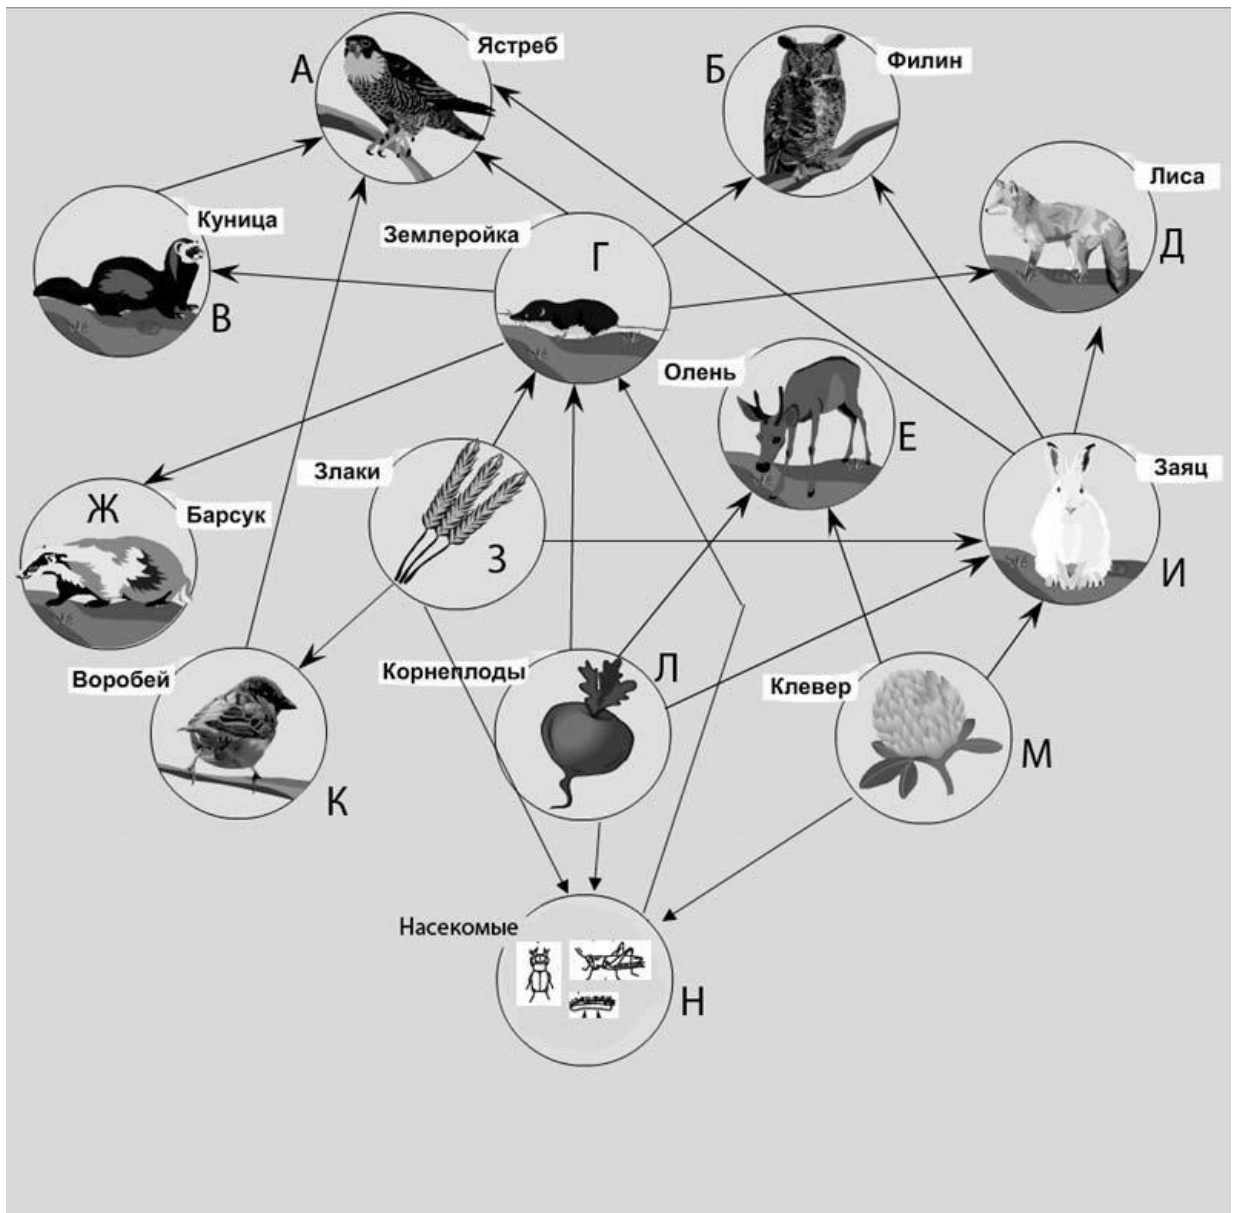 А
Ястреб
Б
Филин
Лиса
Д
Куница
В
Землеройка
Г
Олень
Е
Злаки
З
Заяц
И
Ж
Барсук
Воробей
К
Корнеплоды
Л
Клевер
М
Насекомые
Н